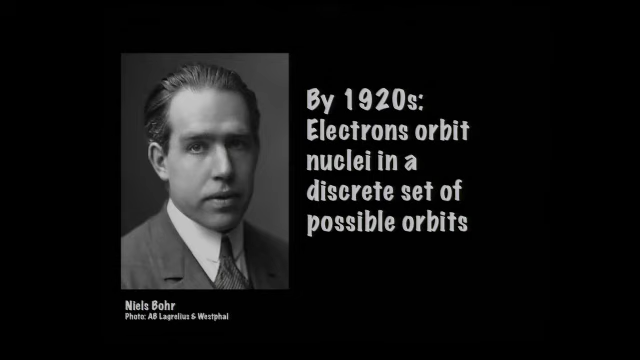 By 1920s:
Electrons orbit
nuclei in a
discrete set of
possible orbits
Niels Bohr
Photo: AB Lagrelius & Westphal